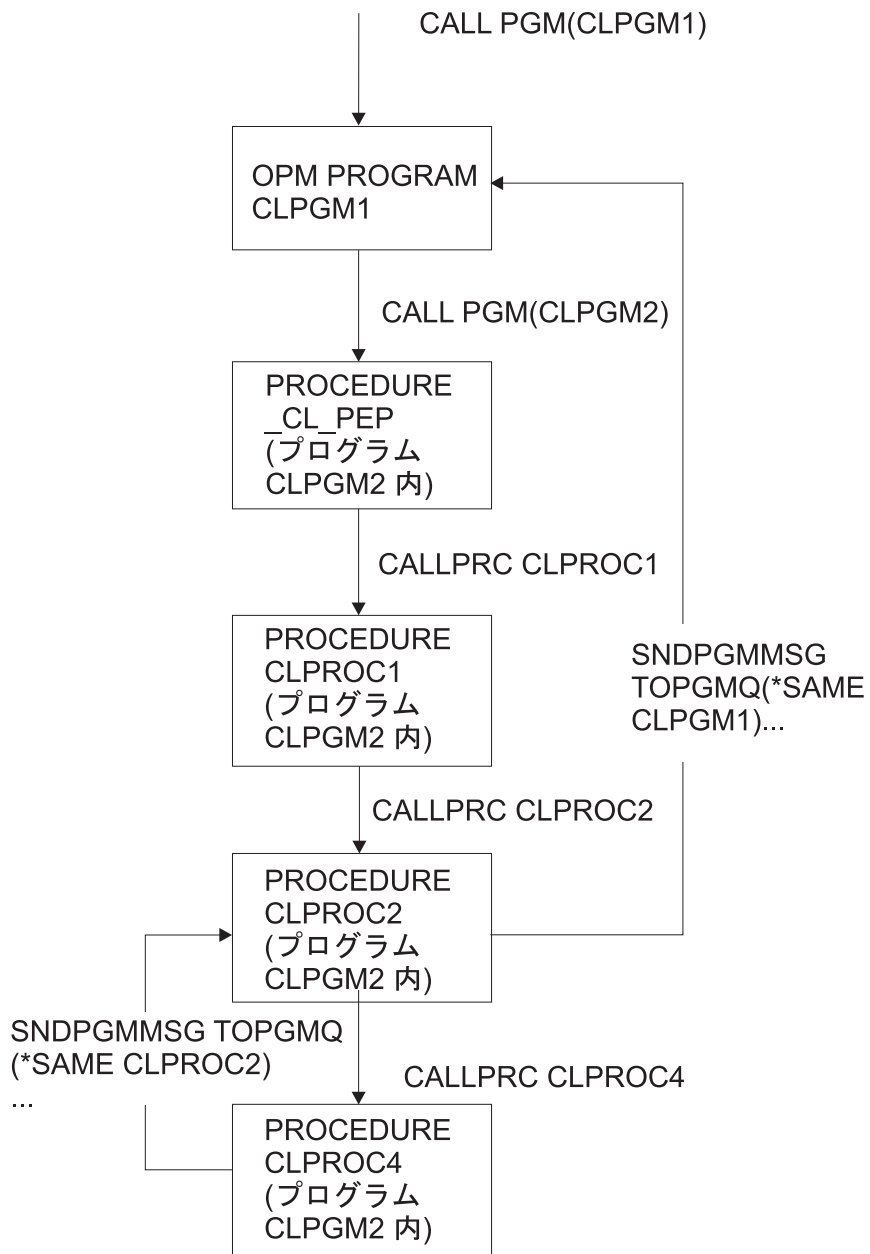 CALL PGM(CLPGM1)
OPM PROGRAM
CLPGM1
CALL PGM(CLPGM2)
PROCEDURE
_CL_PEP
(プログラム
CLPGM2 内)
CALLPRC CLPROC1
PROCEDURE
CLPROC1
(プログラム
CLPGM2 内)
SNDPGMMSG
TOPGMQ(*SAME
CLPGM1)...
CALLPRC CLPROC2
PROCEDURE
CLPROC2
(プログラム
CLPGM2 内)
SNDPGMMSG TOPGMQ
(*SAME CLPROC2)
...
CALLPRC CLPROC4
PROCEDURE
CLPROC4
(プログラム
CLPGM2 内)